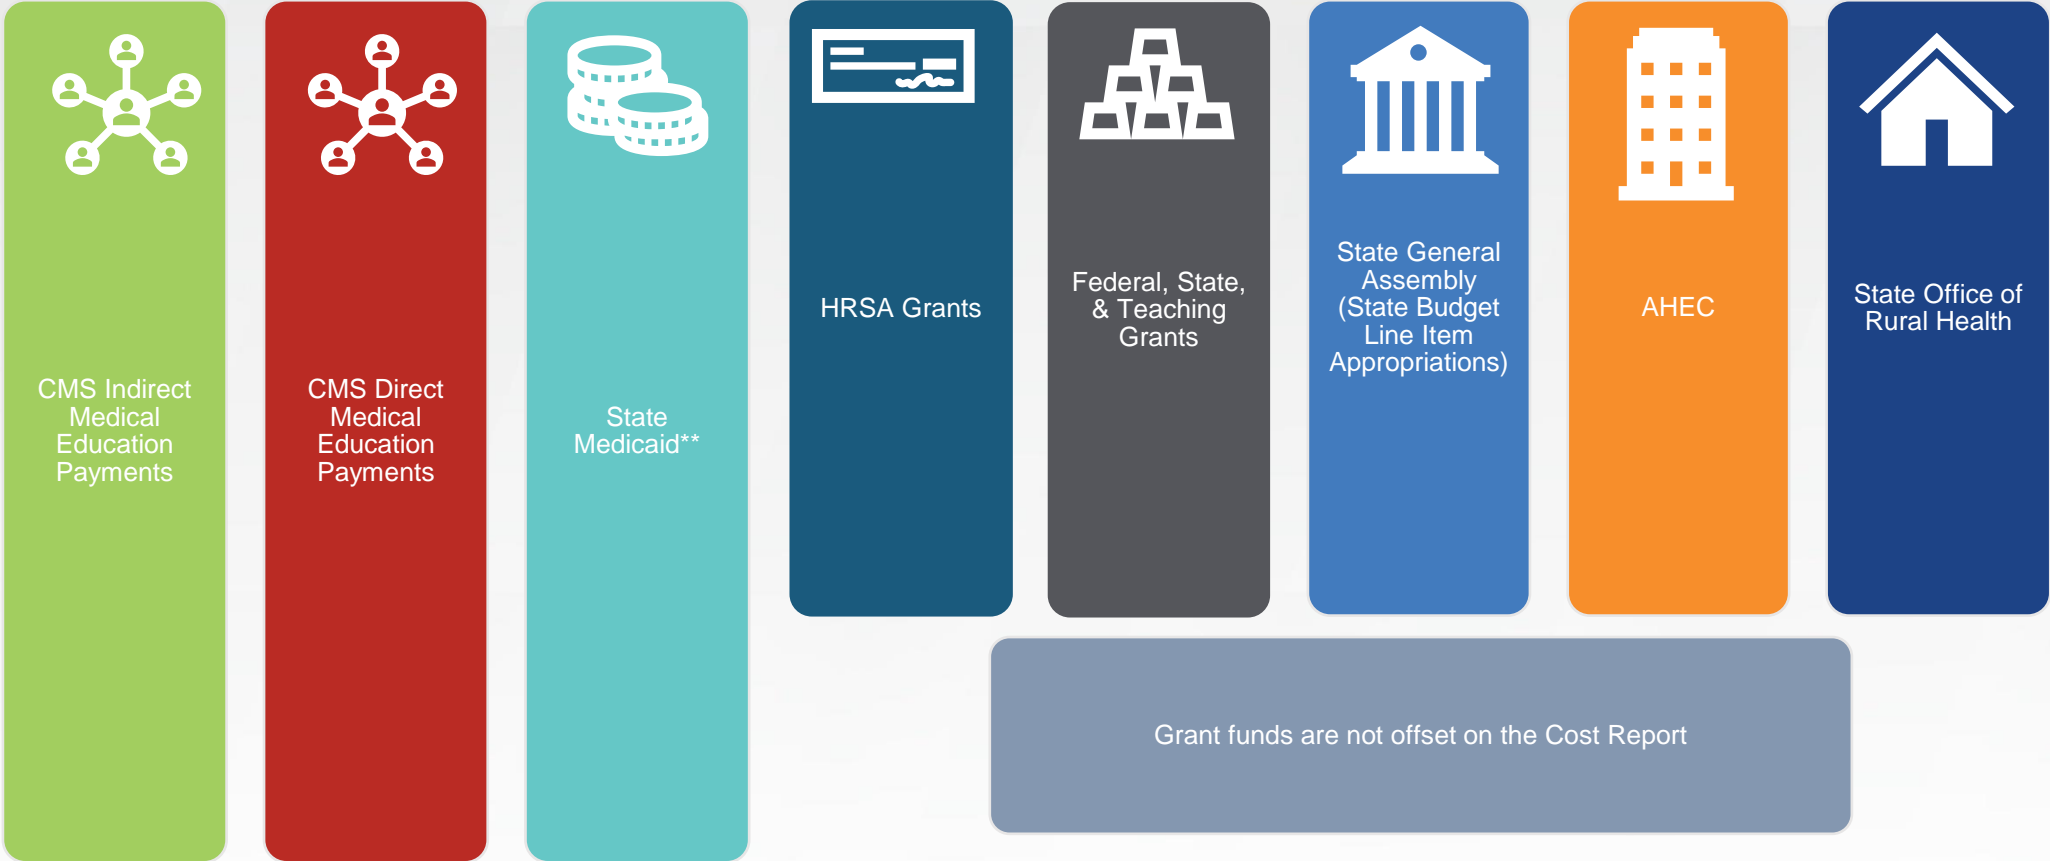 CMS Indirect
Medical
Education
Payments
CMS Direct
Medical
Education
Payments
State
Medicaid**
HRSA Grants
Federal, State,
& Teaching
Grants
State General
Assembly
(State Budget
Line Item
Appropriations)
AHEC
State Office of
Rural Health
Grant funds are not offset on the Cost Report